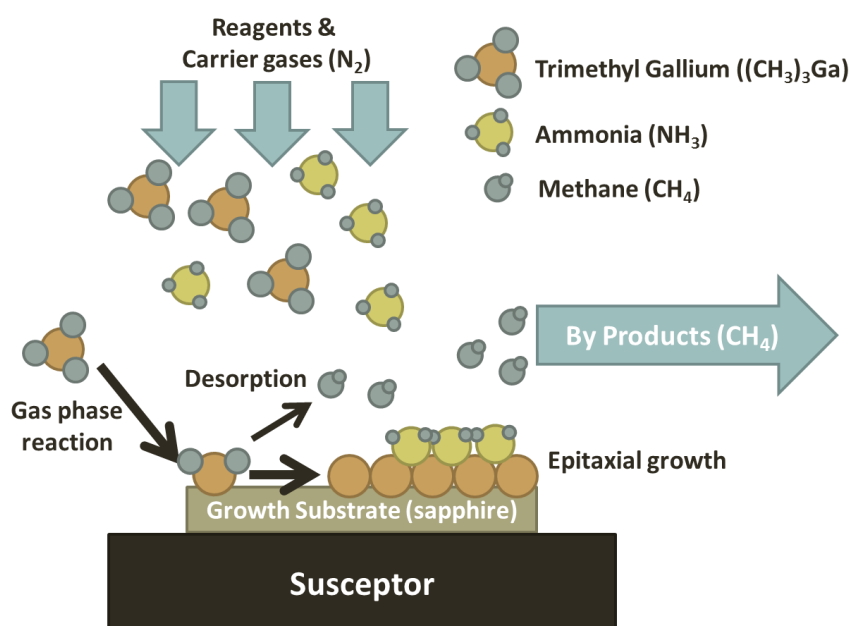 Reagents &
Carrier gases (N₂)
Trimethyl Gallium ((CH₃)₃Ga)
Ammonia (NH₃)
Methane (CH₄)
By Products (CH₄)
Desorption
Gas phase
reaction
Epitaxial growth
Growth Substrate (sapphire)
Susceptor